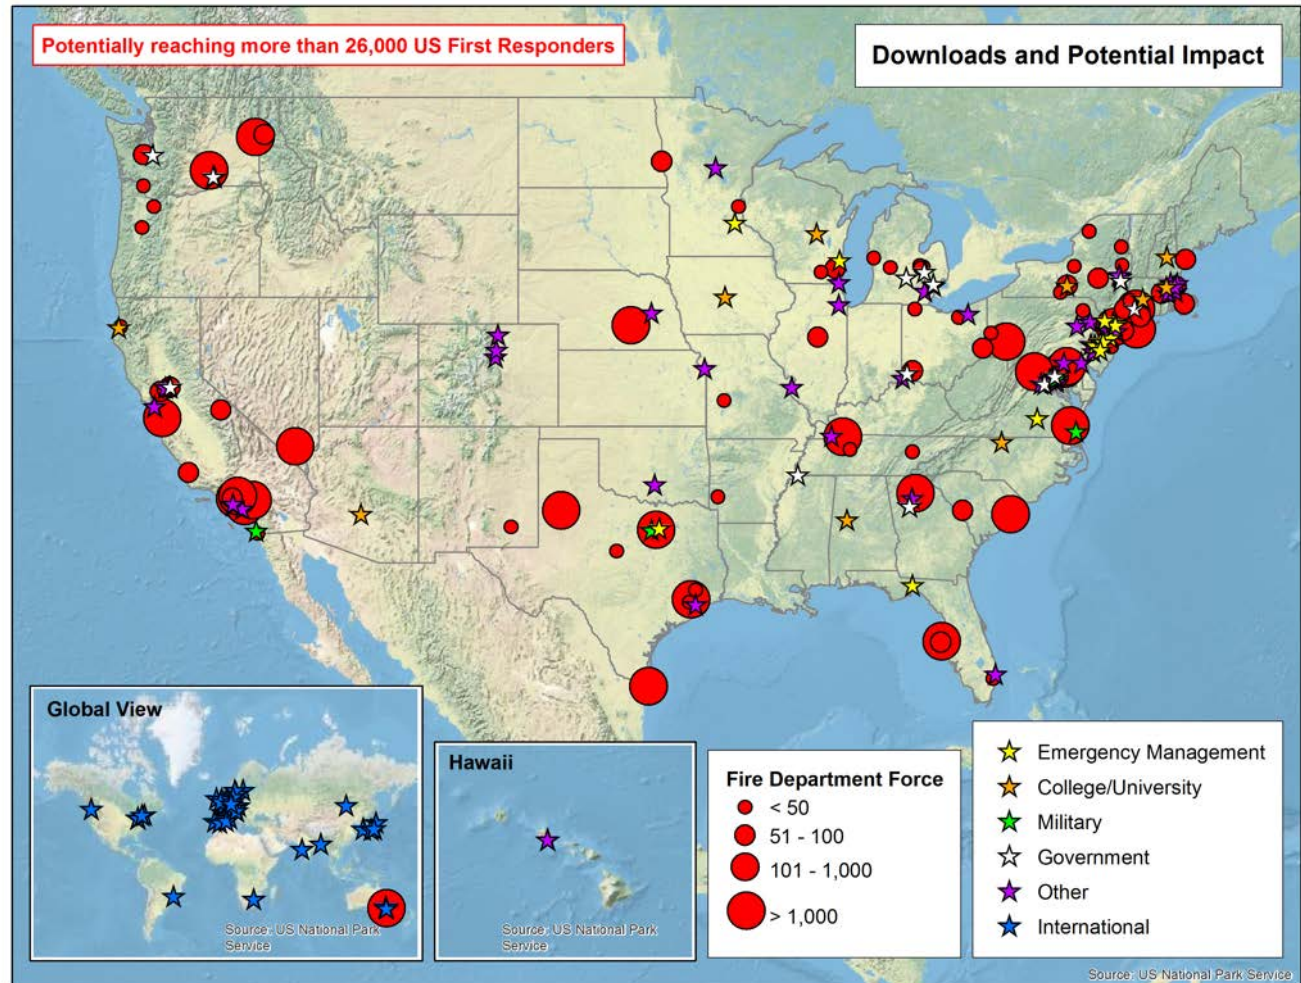 Potentially reaching more than 26,000 US First Responders
Downloads and Potential Impact
Global View
Source: US National Park
Service
Hawaii
Source: US National Park
Service
Fire Department Force
< 50
51 - 100
101 - 1,000
> 1,000
Emergency Management
College/University
Military
Government
Other
International
Source: US National Park Service